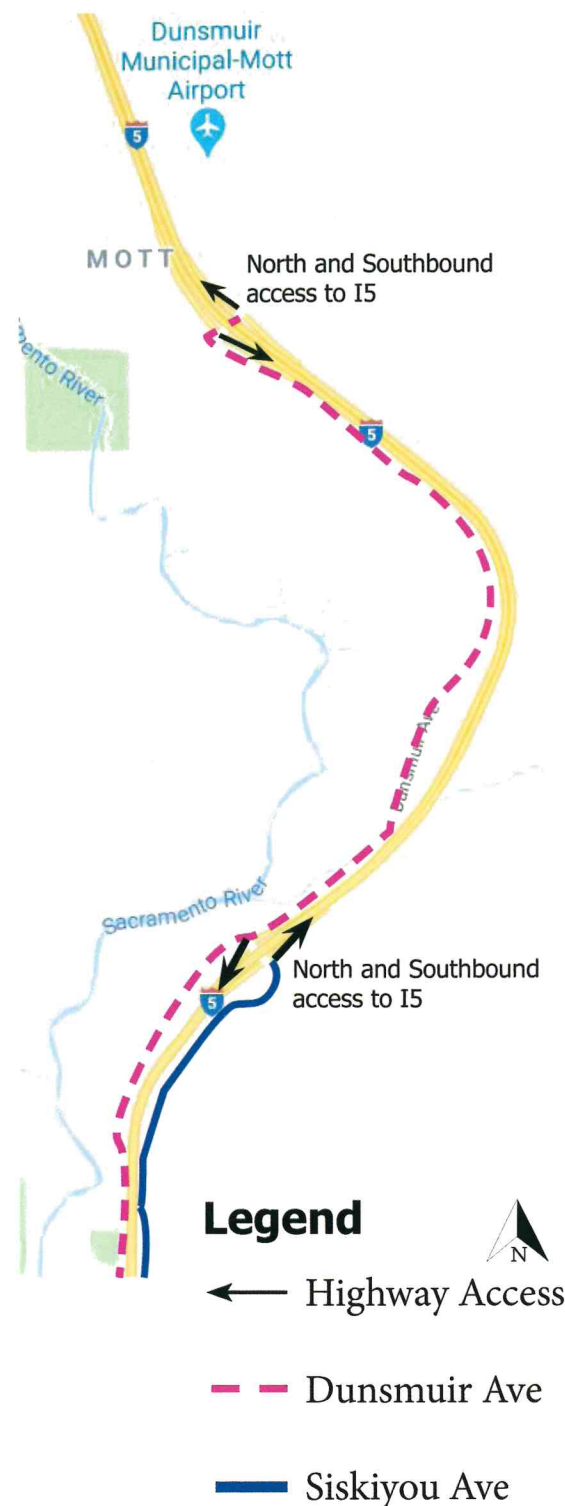 Dunsmuir
Municipal-Mott
Airport
5
MOTT
North and Southbound
access to I5
mento River
5
Dunsmuir Ave
Sacramento River
North and Southbound
access to I5
5
Legend
N
Highway Access
Dunsmuir Ave
Siskiyou Ave